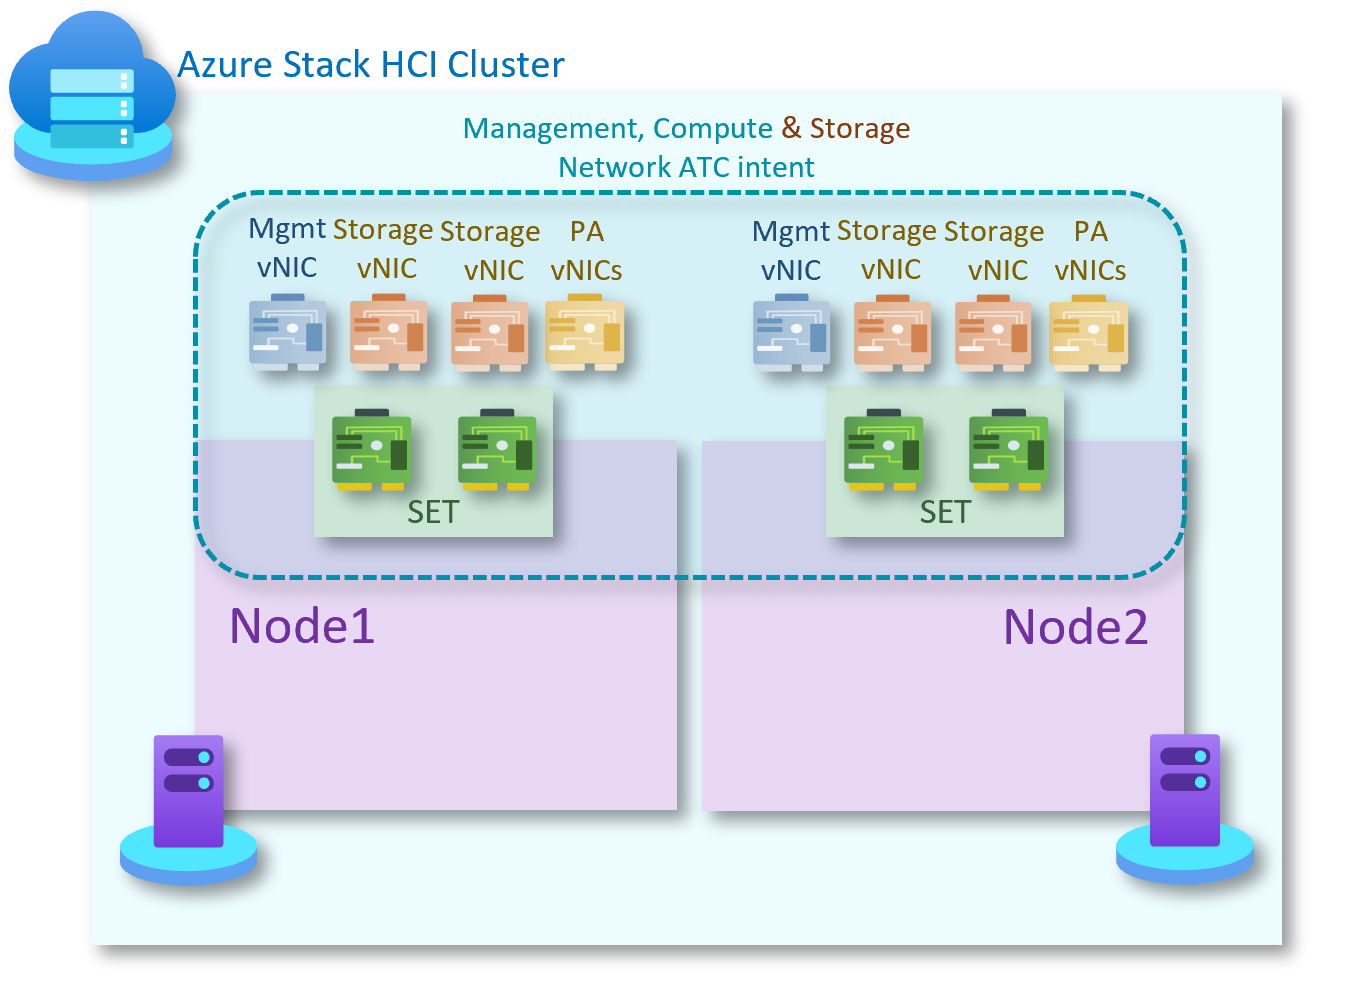 Azure Stack HCI Cluster
Management, Compute & Storage
Network ATC intent
Mgmt Storage Storage PA
vNIC vNIC vNIC vNICs
Mgmt Storage Storage PA
vNIC vNIC vNIC vNICs
SET
SET
Node1
Node2